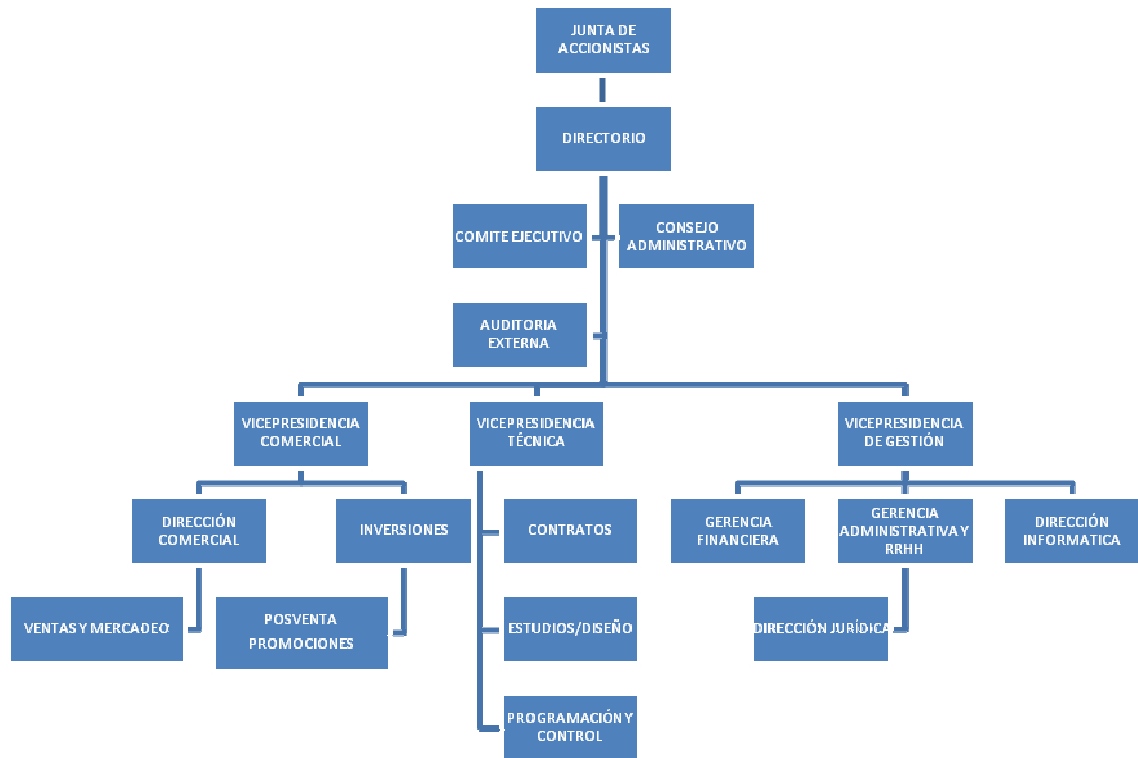 JUNTA DE
ACCIONISTAS
DIRECTORIO
COMITE EJECUTIVO
CONSEJO
ADMINISTRATIVO
AUDITORIA
EXTERNA
VICEPRESIDENCIA
COMERCIAL
VICEPRESIDENCIA
TÉCNICA
VICEPRESIDENCIA
DE GESTIÓN
DIRECCIÓN
COMERCIAL
INVERSIONES
CONTRATOS
GERENCIA
FINANCIERA
GERENCIA
ADMINISTRATIVA Y
RRHH
DIRECCIÓN
INFORMATICA
VENTAS Y MERCADEO
POSVENTA
PROMOCIONES
ESTUDIOS/DISEÑO
DIRECCIÓN JURÍDICA
PROGRAMACIÓN Y
CONTROL